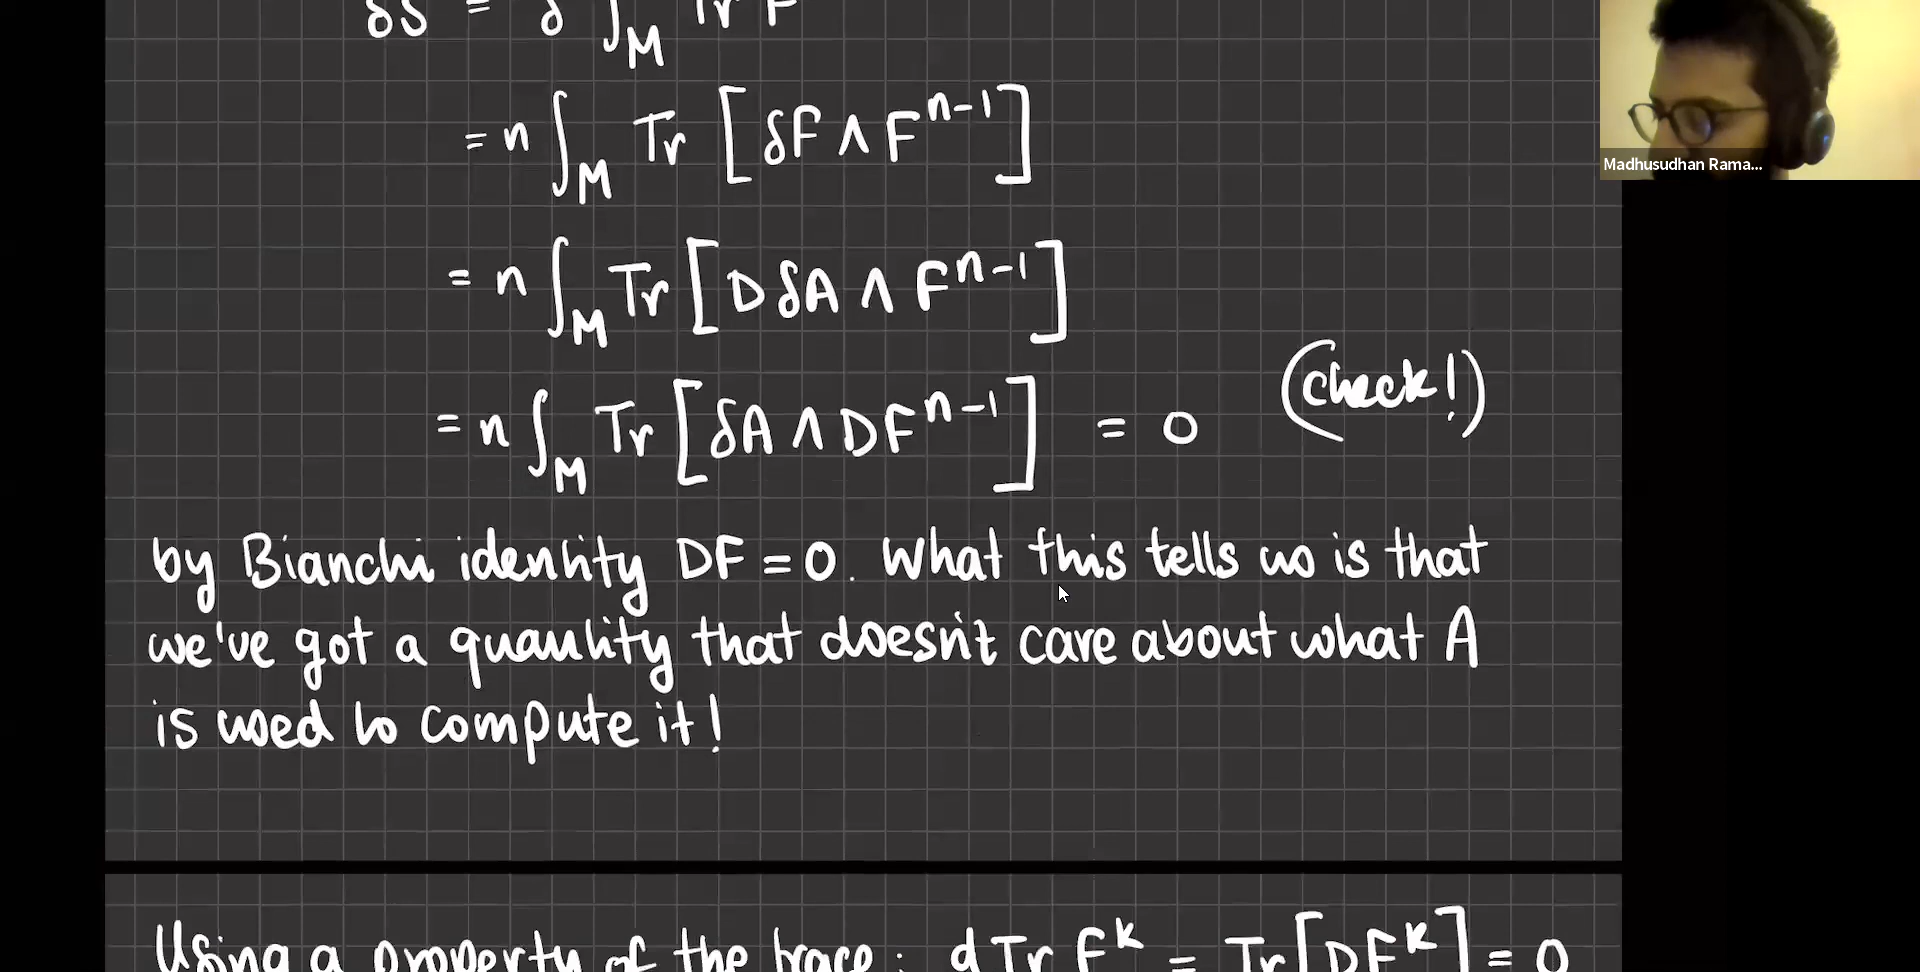 δS = δ ∫_M Tr F
= n ∫_M Tr [δF ∧ F^{n-1}]
= n ∫_M Tr [D δA ∧ F^{n-1}]
= n ∫_M Tr [δA ∧ DF^{n-1}] = 0 (check!)
by Bianchi identity DF = 0. What this tells us is that
we've got a quantity that doesn't care about what A
is used to compute it!
Using a property of the trace: d Tr F^k = Tr [DF^k] = 0
Madhusudhan Rama...